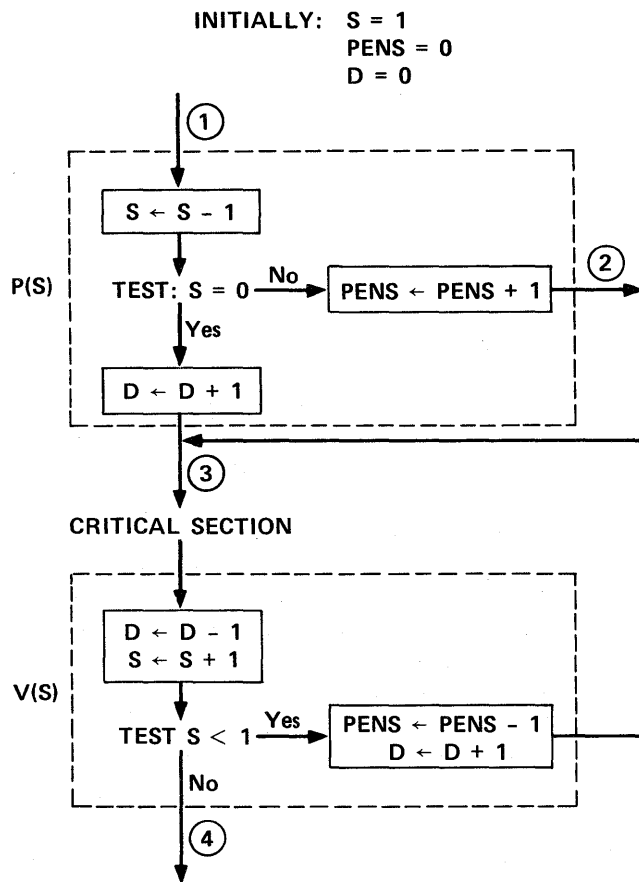 INITIALLY: S = 1
PENS = 0
D = 0
1
S ← S - 1
P(S)
TEST: S = 0
No
PENS ← PENS + 1
2
Yes
D ← D + 1
3
CRITICAL SECTION
D ← D - 1
S ← S + 1
V(S)
TEST S < 1
Yes
PENS ← PENS - 1
D ← D + 1
No
4